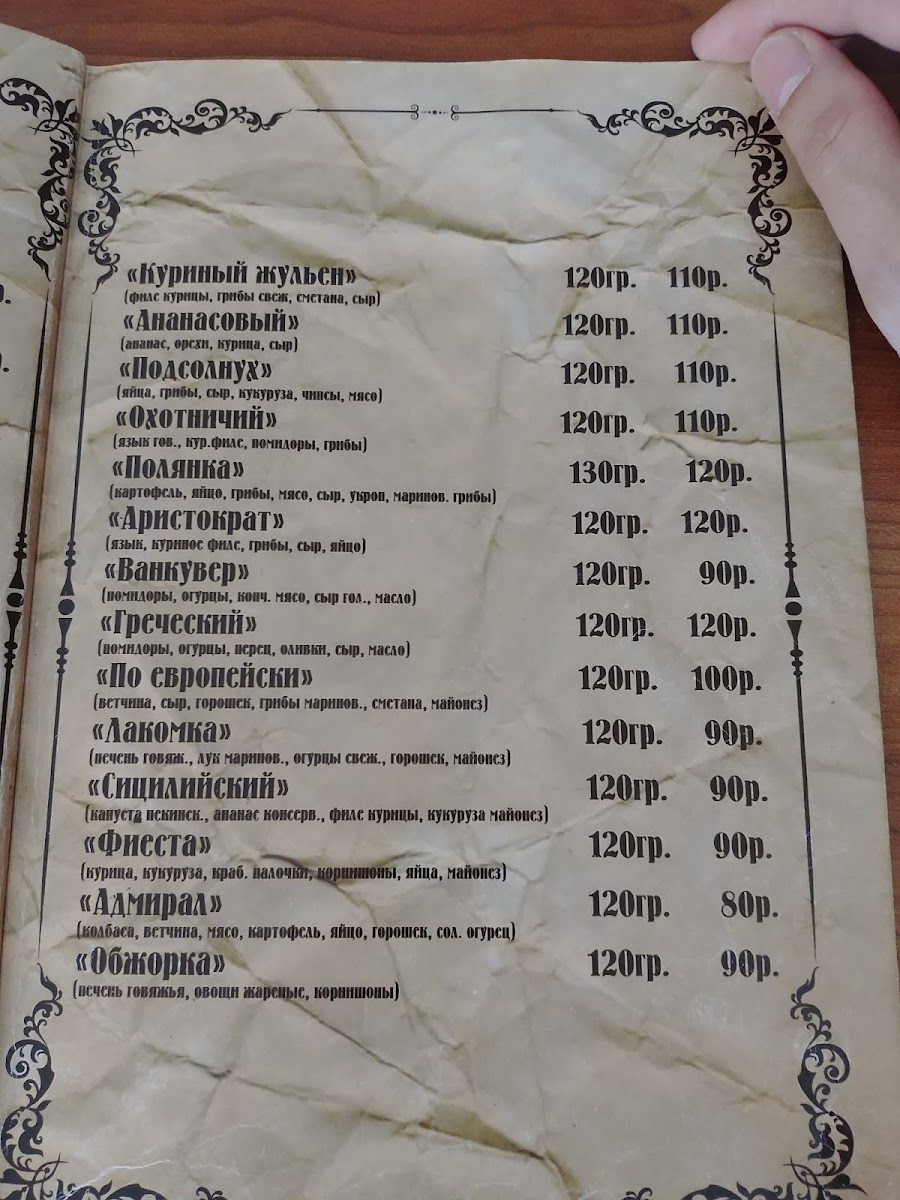 «Куриный жульен» 120гр. 110р.
(филе курицы, грибы свеж, сметана, сыр)
«Ананасовый» 120гр. 110р.
(ананас, орехи, курица, сыр)
«Подсолнух» 120гр. 110р.
(яйца, грибы, сыр, кукуруза, чипсы, мясо)
«Охотничий» 120гр. 110р.
(язык гов., кур.филе, помидоры, грибы)
«Полянка» 130гр. 120р.
(картофель, яйцо, грибы, мясо, сыр, укроп, маринов. грибы)
«Аристократ» 120гр. 120р.
(язык, куриное филе, грибы, сыр, яйцо)
«Ванкувер» 120гр. 90р.
(помидоры, огурцы, копч. мясо, сыр гол., масло)
«Греческий» 120гр. 120р.
(помидоры, огурцы, перец, оливки, сыр, масло)
«По европейски» 120гр. 100р.
(ветчина, сыр, горошек, грибы маринов., сметана, майонез)
«Лакомка» 120гр. 90р.
(печень говяж., лук маринов., огурцы свеж., горошек, майонез)
«Сицилийский» 120гр. 90р.
(капуста пекинск., ананас консерв., филе курицы, кукуруза майонез)
«Фиеста» 120гр. 90р.
(курица, кукуруза, краб. палочки, корнишоны, яйца, майонез)
«Адмирал» 120гр. 80р.
(колбаса, ветчина, мясо, картофель, яйцо, горошек, сол. огурец)
«Обжорка» 120гр. 90р.
(печень говяжья, овощи жареные, корнишоны)